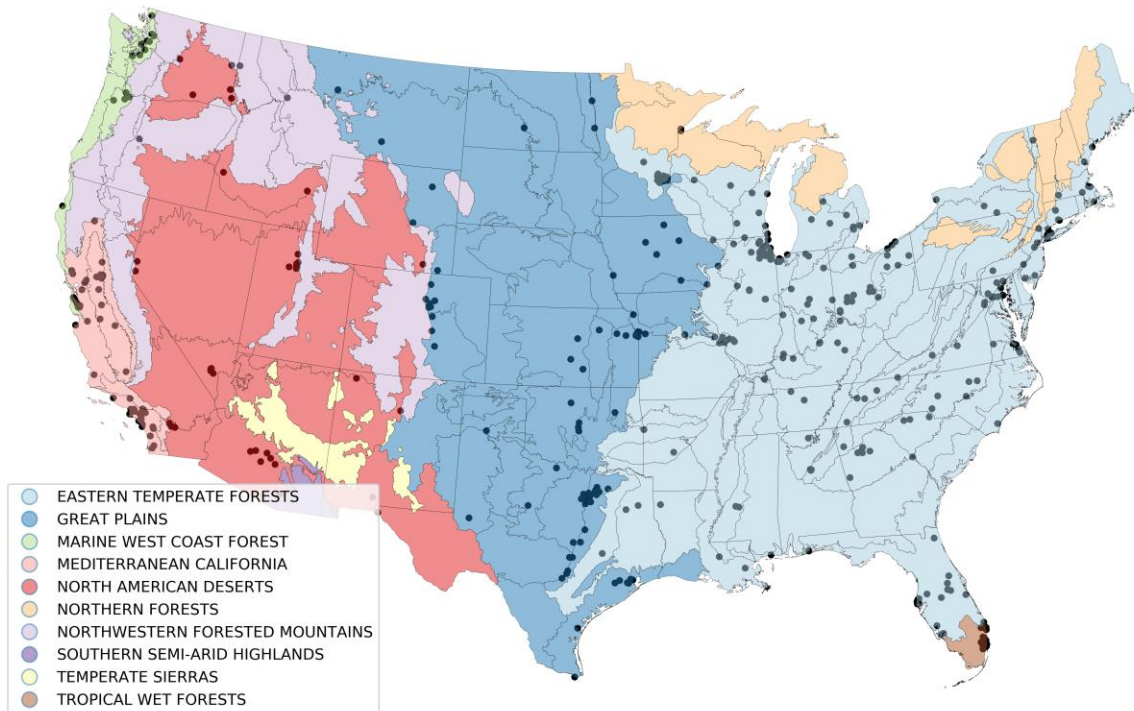 EASTERN TEMPERATE FORESTS
GREAT PLAINS
MARINE WEST COAST FOREST
MEDITERRANEAN CALIFORNIA
NORTH AMERICAN DESERTS
NORTHERN FORESTS
NORTHWESTERN FORESTED MOUNTAINS
SOUTHERN SEMI-ARID HIGHLANDS
TEMPERATE SIERRAS
TROPICAL WET FORESTS